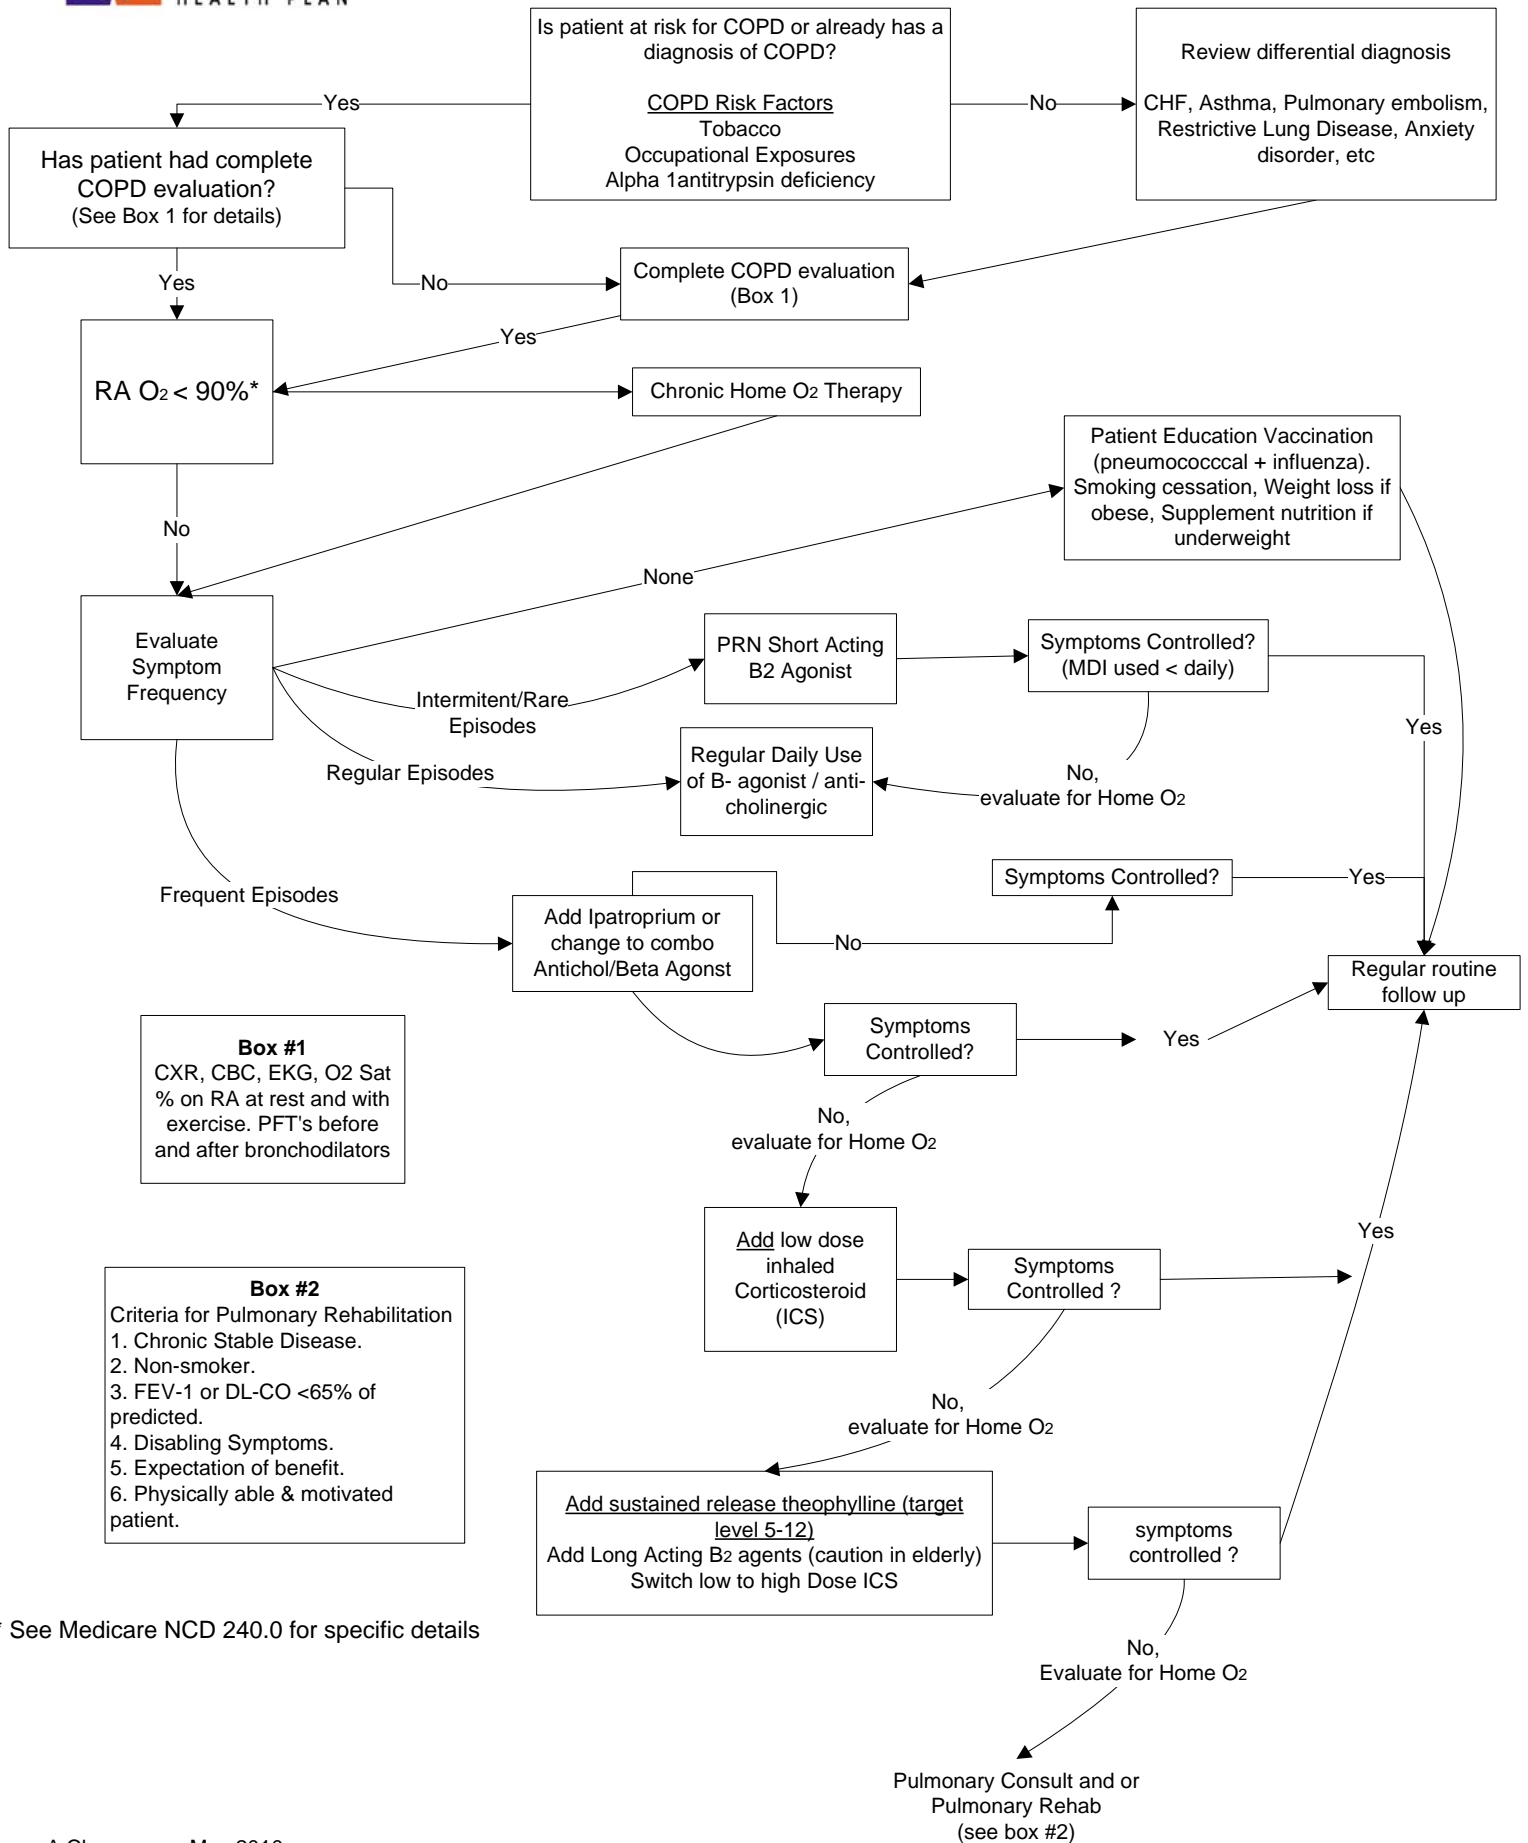 HEALTH PLAN
Is patient at risk for COPD or already has a
diagnosis of COPD?
COPD Risk Factors
Tobacco
Occupational Exposures
Alpha 1antitrypsin deficiency
Review differential diagnosis
CHF, Asthma, Pulmonary embolism,
Restrictive Lung Disease, Anxiety
disorder, etc
Yes
No
Has patient had complete
COPD evaluation?
(See Box 1 for details)
Yes
No
Complete COPD evaluation
(Box 1)
Yes
RA O2 < 90%*
Chronic Home O2 Therapy
No
Patient Education Vaccination
(pneumococccal + influenza).
Smoking cessation, Weight loss if
obese, Supplement nutrition if
underweight
None
Evaluate
Symptom
Frequency
PRN Short Acting
B2 Agonist
Symptoms Controlled?
(MDI used < daily)
Intermitent/Rare
Episodes
Yes
Regular Episodes
Regular Daily Use
of B- agonist / anti-
cholinergic
No,
evaluate for Home O2
Frequent Episodes
Symptoms Controlled?
Yes
Add Ipatroprium or
change to combo
Antichol/Beta Agonst
No
Regular routine
follow up
Symptoms
Controlled?
Yes
Box #1
CXR, CBC, EKG, O2 Sat
% on RA at rest and with
exercise. PFT's before
and after bronchodilators
No,
evaluate for Home O2
Add low dose
inhaled
Corticosteroid
(ICS)
Symptoms
Controlled ?
Yes
Box #2
Criteria for Pulmonary Rehabilitation
1. Chronic Stable Disease.
2. Non-smoker.
3. FEV-1 or DL-CO <65% of
predicted.
4. Disabling Symptoms.
5. Expectation of benefit.
6. Physically able & motivated
patient.
No,
evaluate for Home O2
Add sustained release theophylline (target
level 5-12)
Add Long Acting B2 agents (caution in elderly)
Switch low to high Dose ICS
symptoms
controlled ?
* See Medicare NCD 240.0 for specific details
No,
Evaluate for Home O2
Pulmonary Consult and or
Pulmonary Rehab
(see box #2)